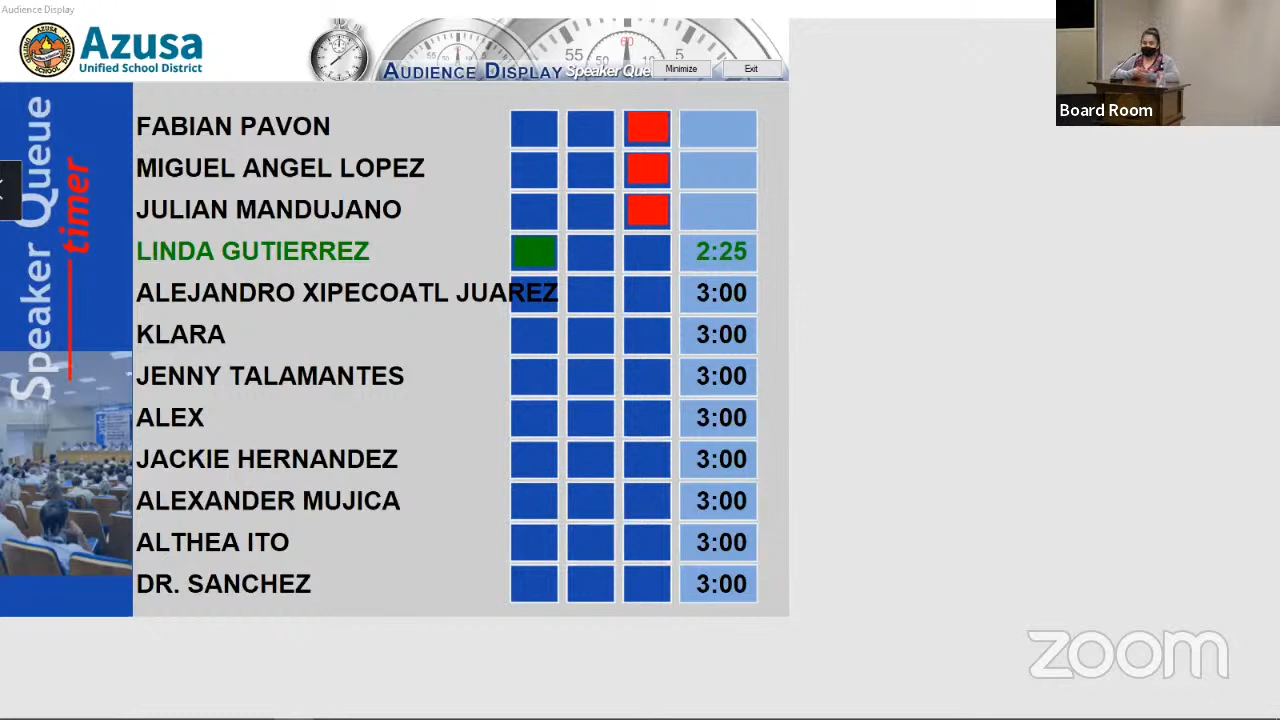 Audience Display
Azusa
Unified School District
55 60 5
AUDIENCE DISPLAY Speaker Que
Minimize
Exit
Board Room
Speaker Queue
timer
FABIAN PAVON
MIGUEL ANGEL LOPEZ
JULIAN MANDUJANO
LINDA GUTIERREZ 2:25
ALEJANDRO XIPECOATL JUAREZ 3:00
KLARA 3:00
JENNY TALAMANTES 3:00
ALEX 3:00
JACKIE HERNANDEZ 3:00
ALEXANDER MUJICA 3:00
ALTHEA ITO 3:00
DR. SANCHEZ 3:00
zoom